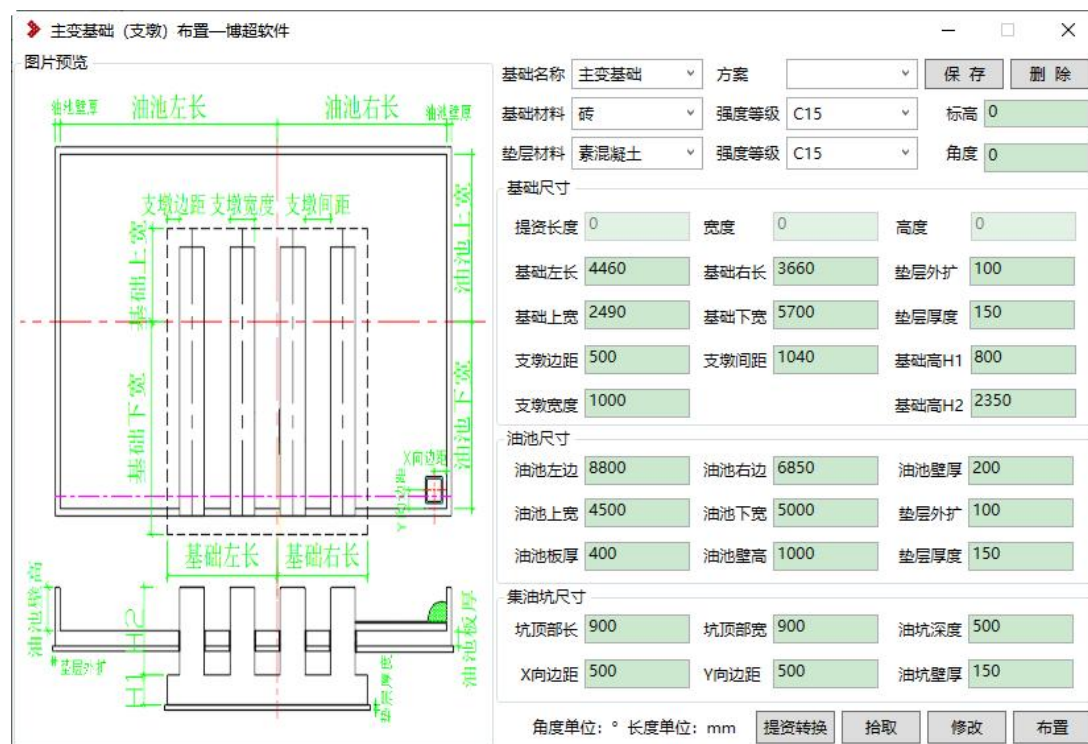 主变基础（支墩）布置—博超软件
图片预览
油池壁厚 油池左长 油池右长 油池壁厚
支墩边距 支墩宽度 支墩间距
基础上宽
油池上宽
基础下宽
油池下宽
X向边距
Y向边距
基础左长 基础右长
油池壁高
H2
H1
油池板厚
垫层外扩
垫层厚度
基础名称 主变基础 方案 保 存 删 除
基础材料 砖 强度等级 C15 标高 0
垫层材料 素混凝土 强度等级 C15 角度 0
基础尺寸
提资长度 0 宽度 0 高度 0
基础左长 4460 基础右长 3660 垫层外扩 100
基础上宽 2490 基础下宽 5700 垫层厚度 150
支墩边距 500 支墩间距 1040 基础高H1 800
支墩宽度 1000 基础高H2 2350
油池尺寸
油池左边 8800 油池右边 6850 油池壁厚 200
油池上宽 4500 油池下宽 5000 垫层外扩 100
油池板厚 400 油池壁高 1000 垫层厚度 150
集油坑尺寸
坑顶部长 900 坑顶部宽 900 油坑深度 500
X向边距 500 Y向边距 500 油坑壁厚 150
角度单位：° 长度单位：mm 提资转换 拾取 修改 布置